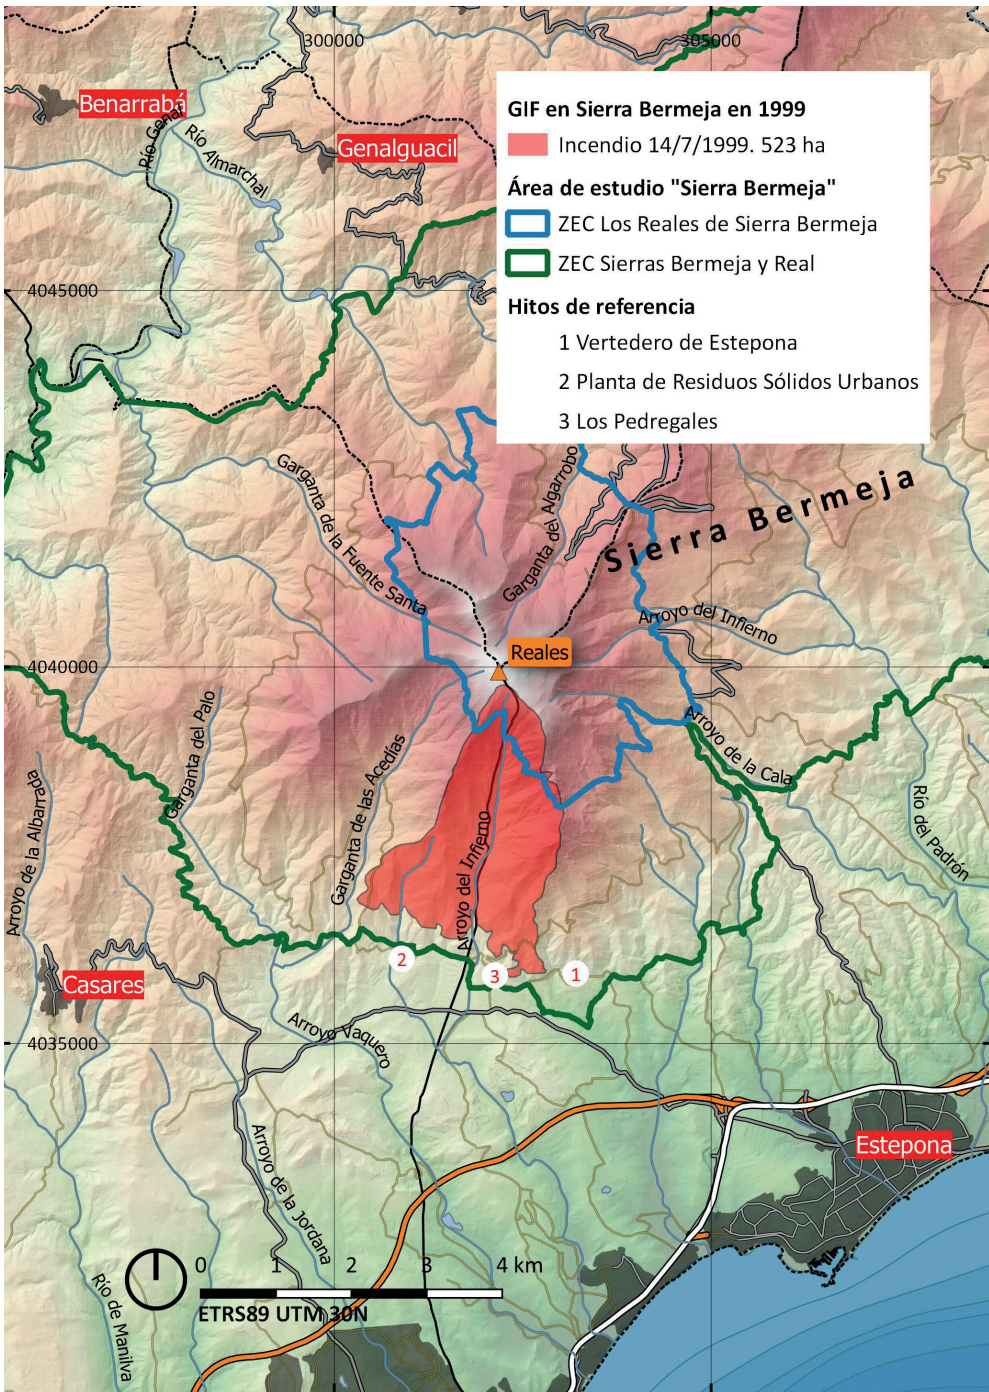 300000
305000
Benarrabá
Río Genal
Río Almarchal
Genalguacil
GIF en Sierra Bermeja en 1999
Incendio 14/7/1999. 523 ha
Área de estudio "Sierra Bermeja"
ZEC Los Reales de Sierra Bermeja
ZEC Sierras Bermeja y Real
Hitos de referencia
1 Vertedero de Estepona
2 Planta de Residuos Sólidos Urbanos
3 Los Pedregales
4045000
Garganta de la Fuente Santa
Garganta del Algarrobo
Sierra Bermeja
Arroyo del Infierno
Reales
4040000
Garganta del Palo
Garganta de las Acedías
Arroyo de la Cala
Arroyo de la Albarrapa
Arroyo del Infierno
Río del Padrón
2
3
1
Casares
Arroyo Vaquero
4035000
Estepona
Arroyo de la Jordana
Río de Manilva
0 1 2 3 4 km
ETRS89 UTM 30N